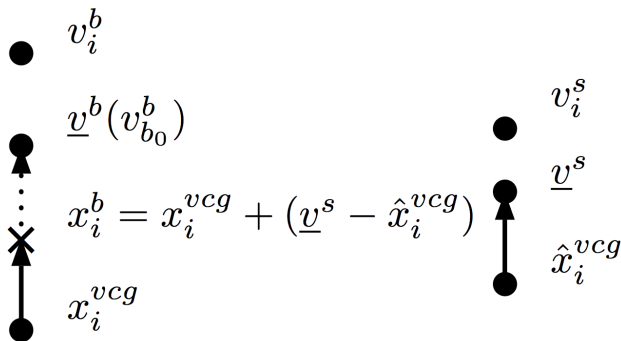 v_i^b
\underline{v}^b(v_{b_0}^b)
x_i^b = x_i^{vcg} + (\underline{v}^s − \hat{x}_i^{vcg})
x_i^{vcg}
v_i^s
\underline{v}^s
\hat{x}_i^{vcg}